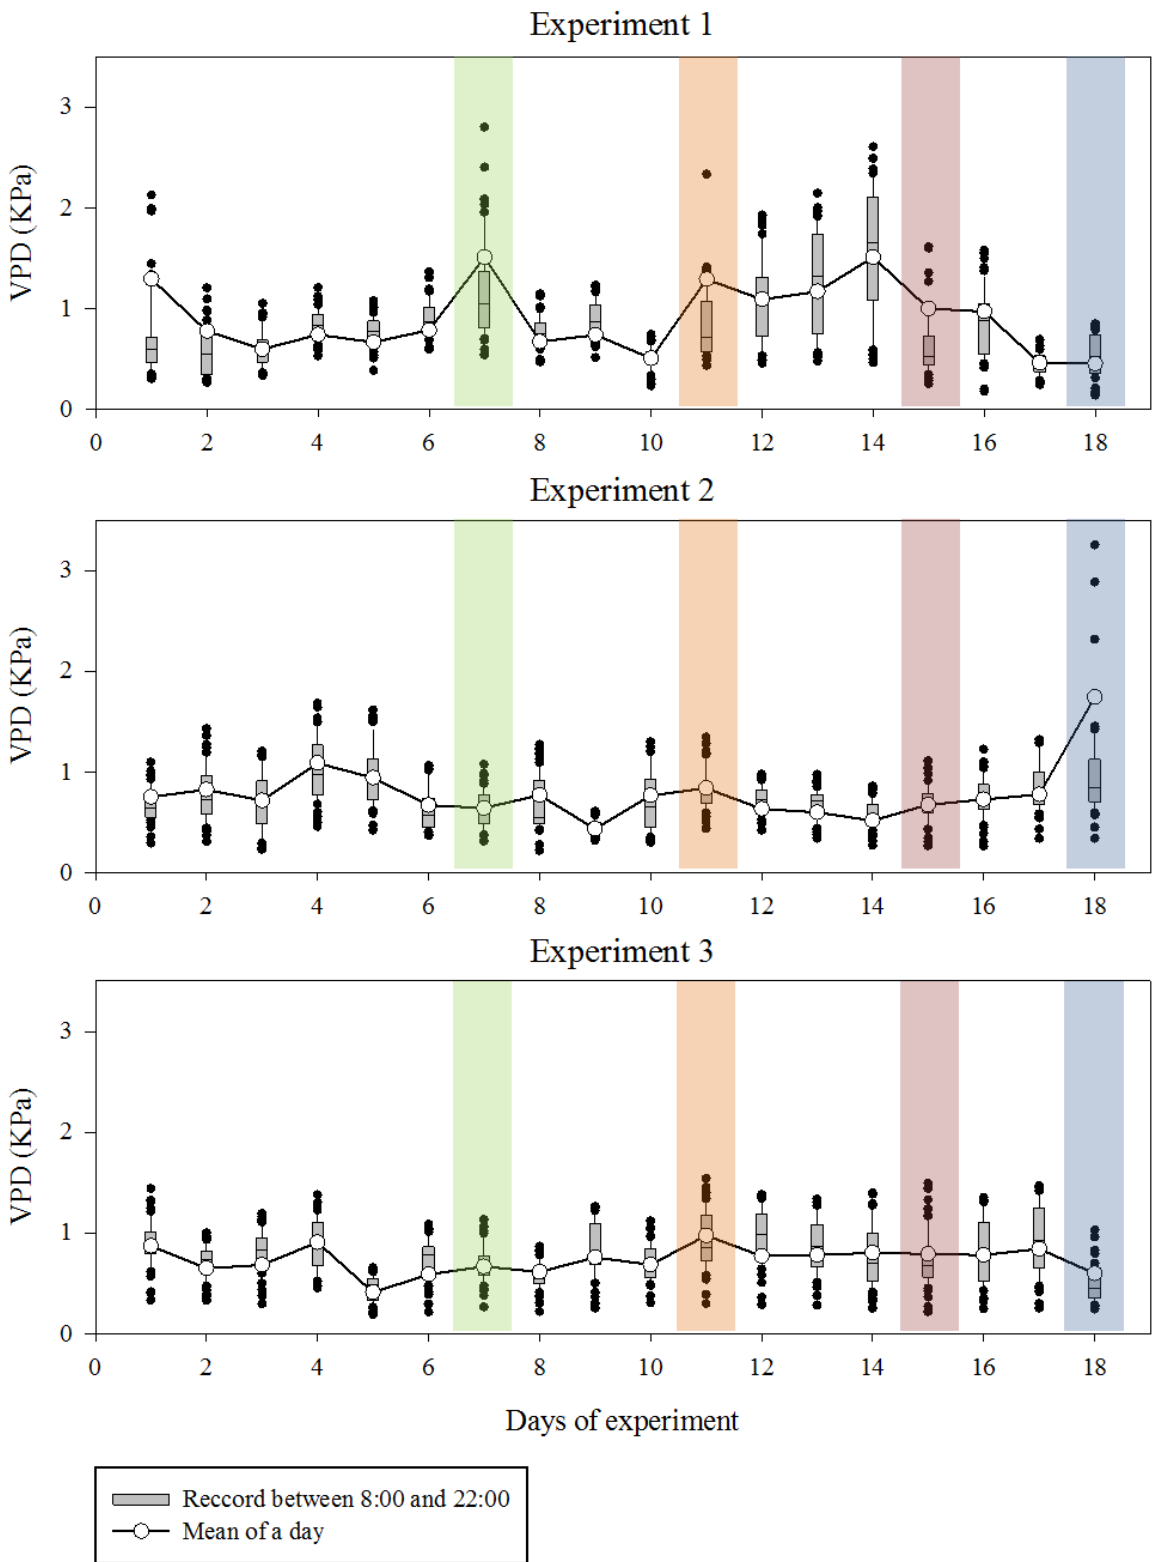 Experiment 1
VPD (KPa)
3
2
1
0
0 2 4 6 8 10 12 14 16 18
Experiment 2
VPD (KPa)
3
2
1
0
0 2 4 6 8 10 12 14 16 18
Experiment 3
VPD (KPa)
3
2
1
0
0 2 4 6 8 10 12 14 16 18
Days of experiment
Reccord between 8:00 and 22:00
Mean of a day